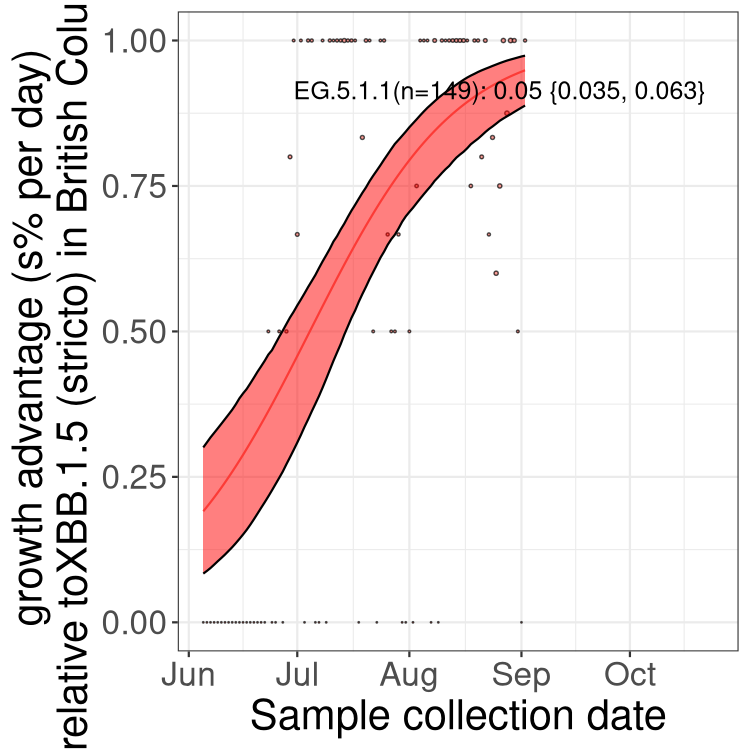 growth advantage (s% per day)
relative toXBB.1.5 (stricto) in British Colu
1.00
0.75
0.50
0.25
0.00
EG.5.1.1(n=149): 0.05 {0.035, 0.063}
Jun Jul Aug Sep Oct
Sample collection date